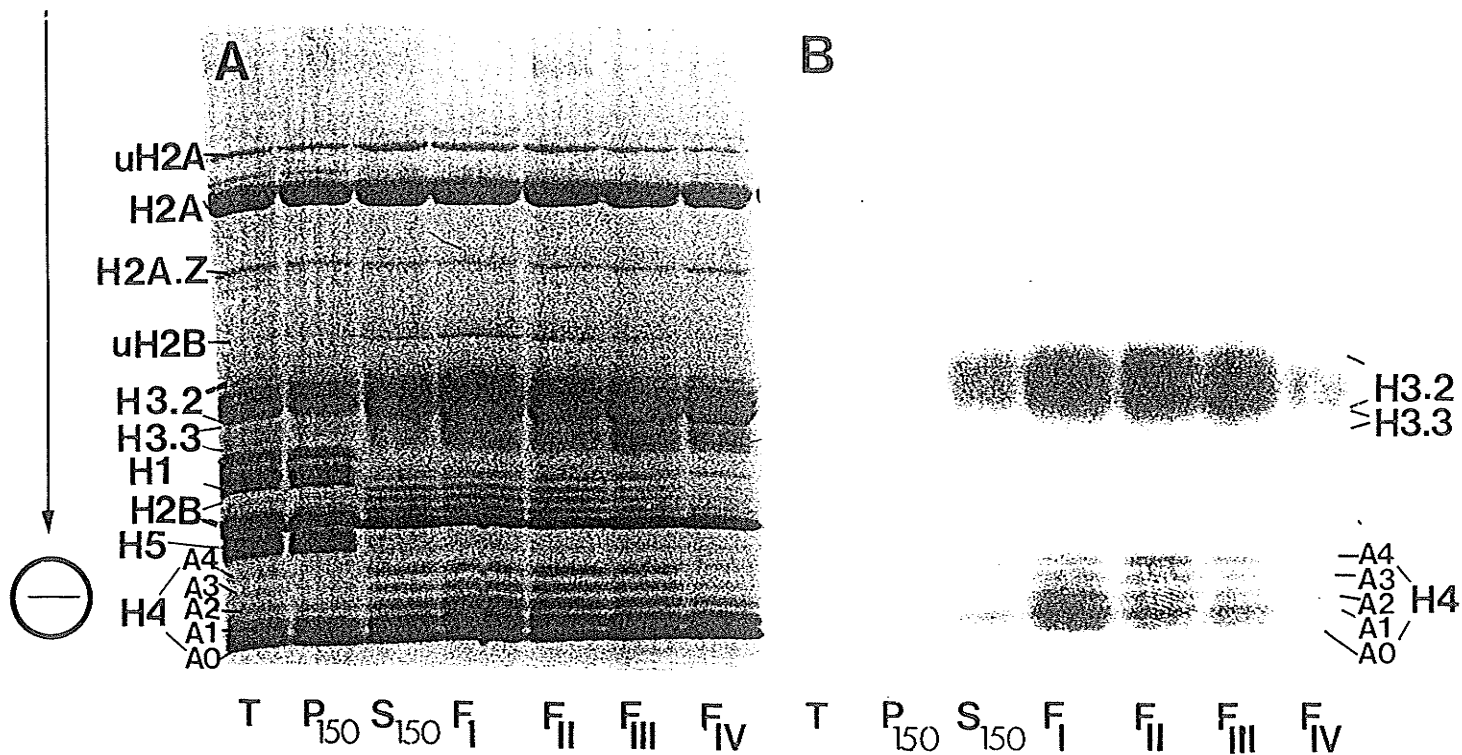 A
B
uH2A
H2A
H2A.Z
uH2B
H3.2
H3.3
H1
H2B
H5
H4
A4
A3
A2
A1
A0
H3.2
H3.3
A4
A3
A2
A1
A0
H4
T P150 S150 FI FII FIII FIV T P150 S150 FI FII FIII FIV